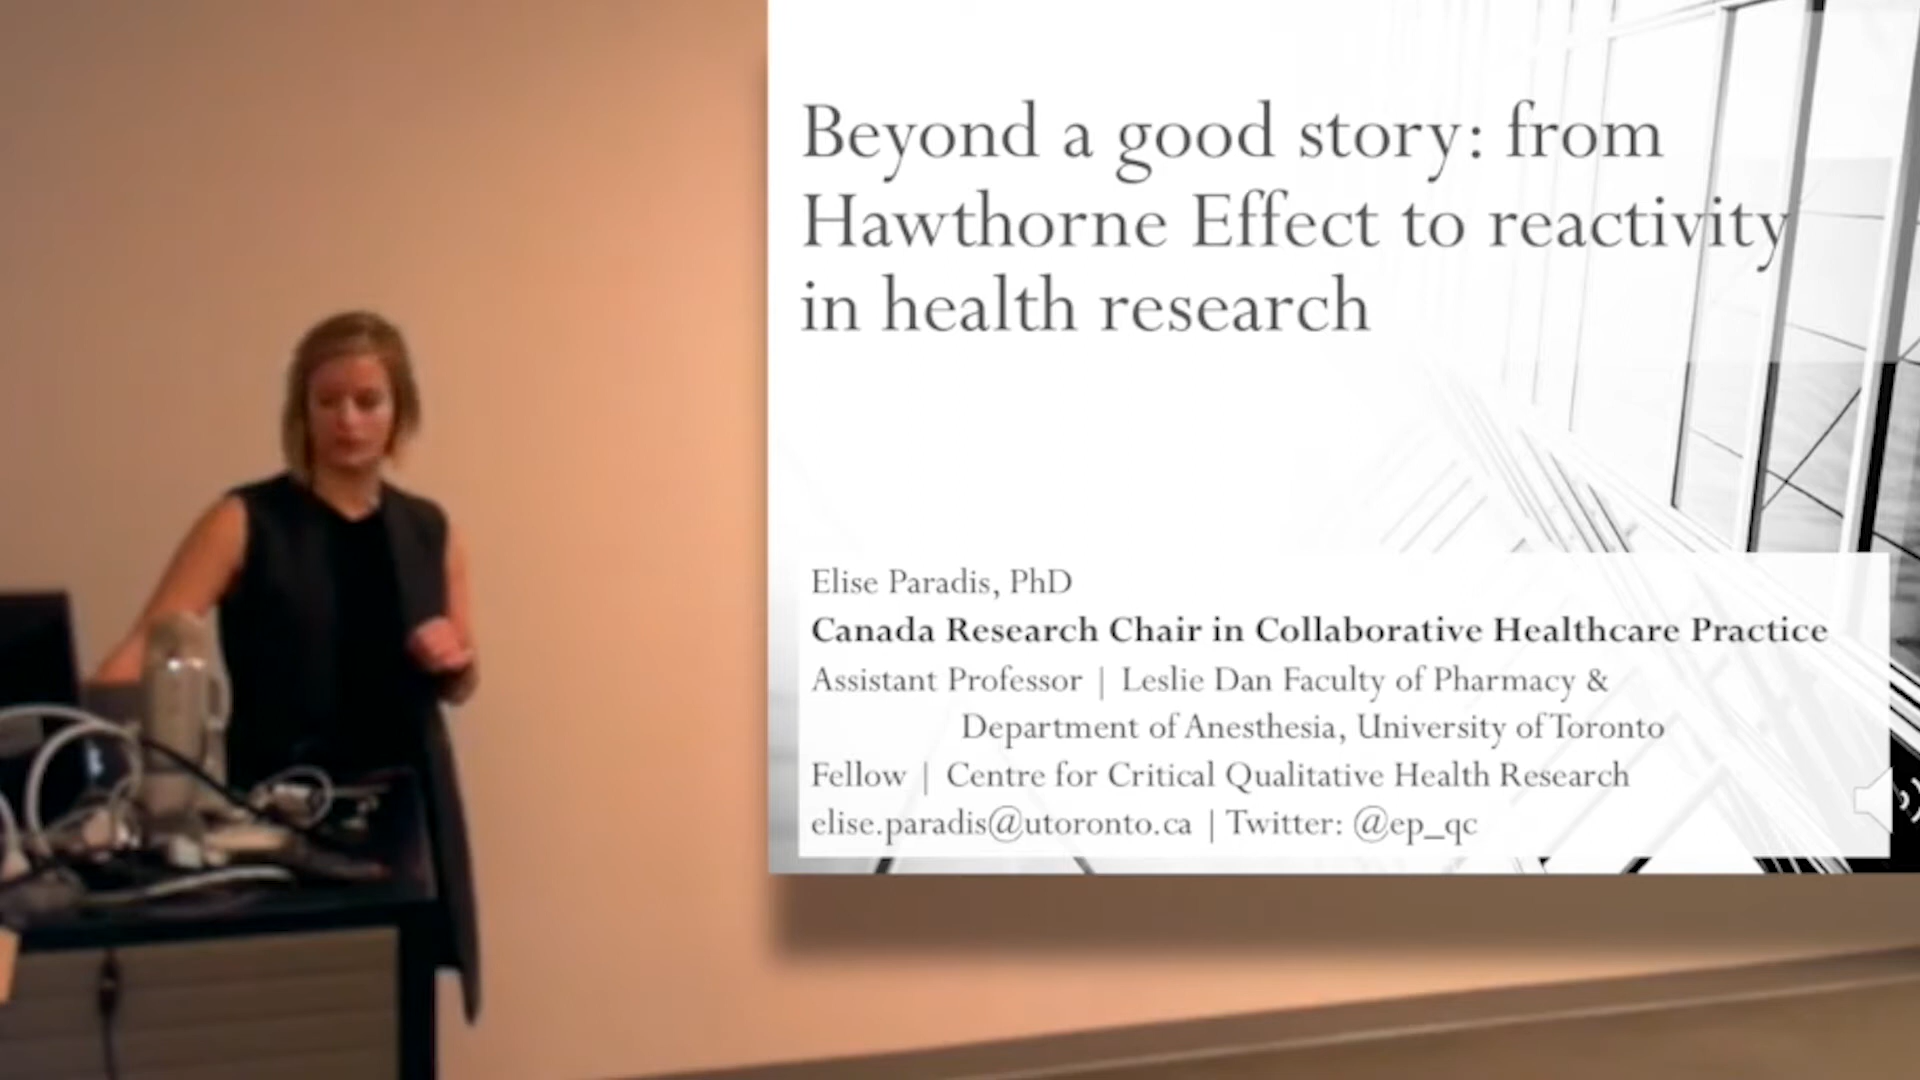 Beyond a good story: from
Hawthorne Effect to reactivity
in health research
Elise Paradis, PhD
Canada Research Chair in Collaborative Healthcare Practice
Assistant Professor | Leslie Dan Faculty of Pharmacy &
Department of Anesthesia, University of Toronto
Fellow | Centre for Critical Qualitative Health Research
elise.paradis@utoronto.ca | Twitter: @ep_qc